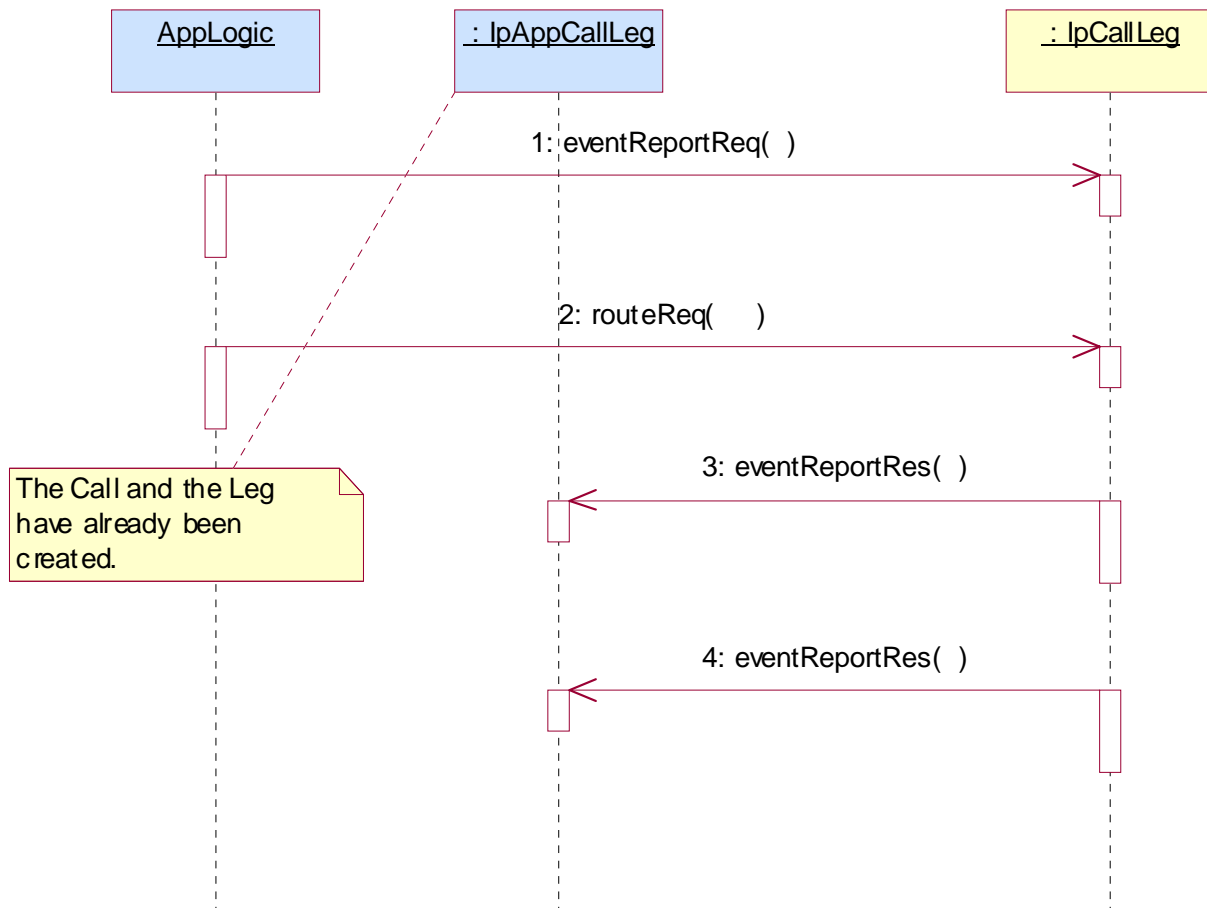 AppLogic
: IpAppCallLeg
: IpCallLeg
1: eventReportReq( )
2: routeReq( )
3: eventReportRes( )
The Call and the Leg
have already been
created.
4: eventReportRes( )